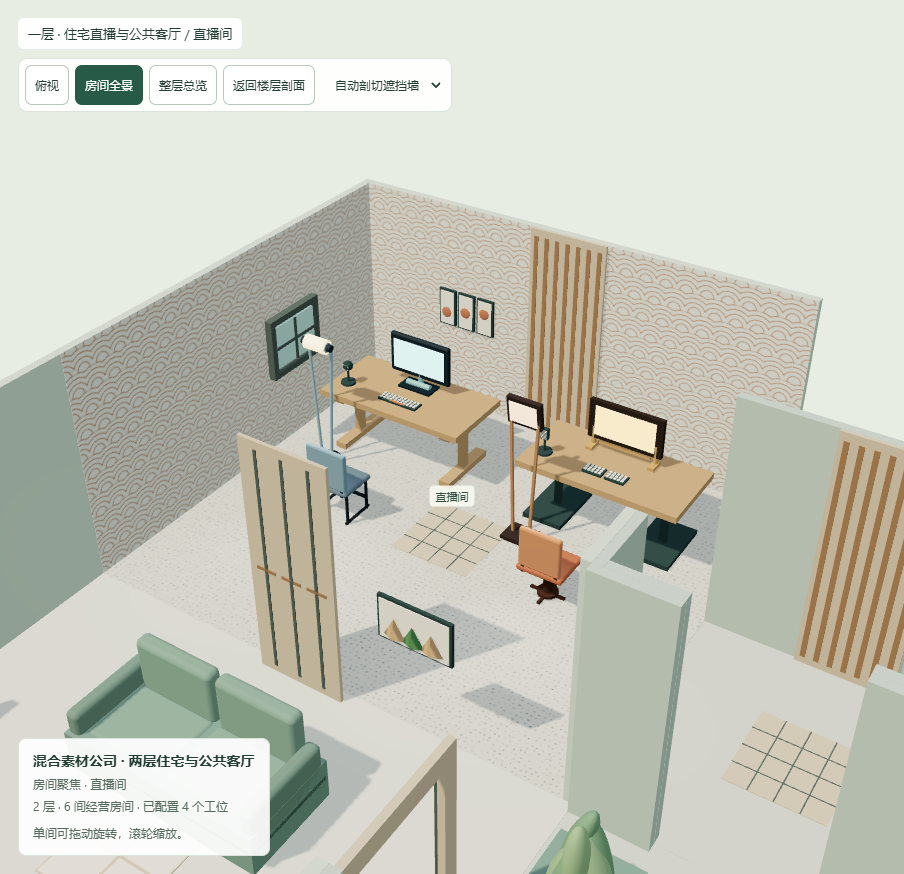 一层 · 住宅直播与公共客厅 / 直播间
俯视
房间全景
整层总览
返回楼层剖面
自动剖切遮挡墙
直播间
混合素材公司 · 两层住宅与公共客厅
房间聚焦 · 直播间
2 层 · 6 间经营房间 · 已配置 4 个工位
单间可拖动旋转，滚轮缩放。